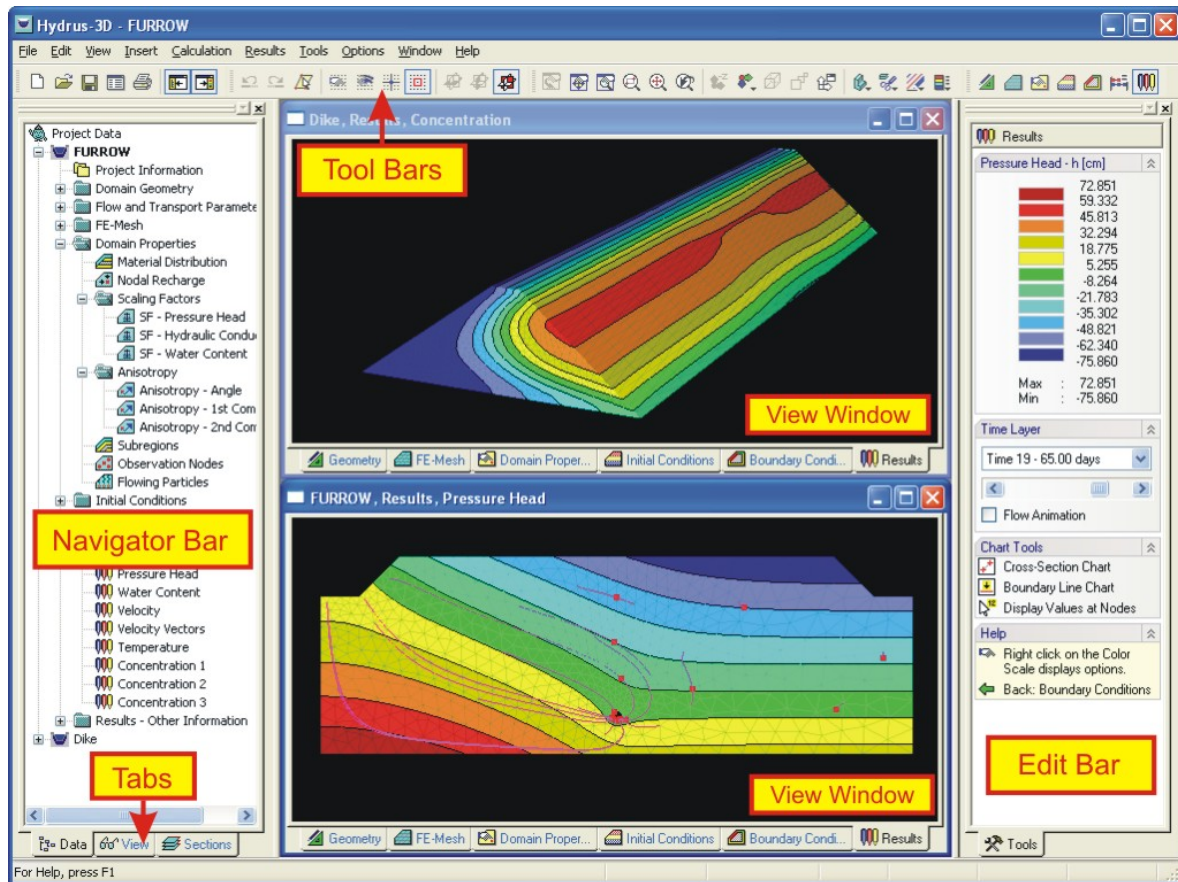 Hydrus-3D - FURROW
File Edit View Insert Calculation Results Tools Options Window Help
Tool Bars
Project Data
FURROW
Project Information
Domain Geometry
Flow and Transport Paramete
FE-Mesh
Domain Properties
Material Distribution
Nodal Recharge
Scaling Factors
SF - Pressure Head
SF - Hydraulic Condu
SF - Water Content
Anisotropy
Anisotropy - Angle
Anisotropy - 1st Com
Anisotropy - 2nd Com
Subregions
Observation Nodes
Flowing Particles
Initial Conditions
Navigator Bar
Pressure Head
Water Content
Velocity
Velocity Vectors
Temperature
Concentration 1
Concentration 2
Concentration 3
Results - Other Information
Dike
Tabs
Data View Sections
Dike, Results, Concentration
View Window
Geometry FE-Mesh Domain Proper... Initial Conditions Boundary Condi... Results
FURROW, Results, Pressure Head
View Window
Geometry FE-Mesh Domain Proper... Initial Conditions Boundary Condi... Results
Results
Pressure Head - h [cm]
72.851
59.332
45.813
32.294
18.775
5.255
-8.264
-21.783
-35.302
-48.821
-62.340
-75.860
Max : 72.851
Min : -75.860
Time Layer
Time 19 - 65.00 days
Flow Animation
Chart Tools
Cross-Section Chart
Boundary Line Chart
Display Values at Nodes
Help
Right click on the Color
Scale displays options.
Back: Boundary Conditions
Edit Bar
Tools
For Help, press F1